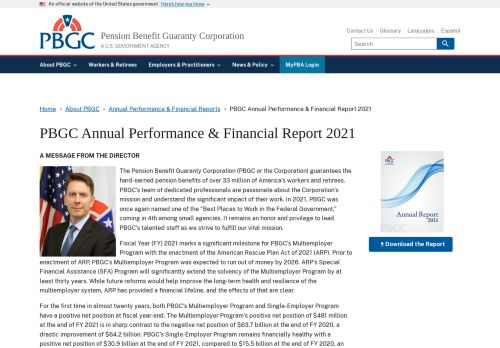 An official website of the United States government Here's how you know
PBGC
Pension Benefit Guaranty Corporation
A U.S. GOVERNMENT AGENCY
Contact Us Glossary Languages Español
Search
About PBGC Workers & Retirees Employers & Practitioners News & Policy MyPBA Login
Home › About PBGC › Annual Performance & Financial Reports › PBGC Annual Performance & Financial Report 2021
PBGC Annual Performance & Financial Report 2021
A MESSAGE FROM THE DIRECTOR
The Pension Benefit Guaranty Corporation (PBGC or the Corporation) guarantees the
hard-earned pension benefits of over 33 million of America's workers and retirees.
PBGC's team of dedicated professionals are passionate about the Corporation's
mission and understand the significant impact of their work. In 2021, PBGC was
once again named one of the "Best Places to Work in the Federal Government,"
coming in 4th among small agencies. It remains an honor and privilege to lead
PBGC's talented staff as we strive to fulfill our vital mission.
Fiscal Year (FY) 2021 marks a significant milestone for PBGC's Multiemployer
Program with the enactment of the American Rescue Plan Act of 2021 (ARP). Prior to
enactment of ARP, PBGC's Multiemployer Program was expected to run out of money by 2026. ARP's Special
Financial Assistance (SFA) Program will significantly extend the solvency of the Multiemployer Program by at
least thirty years. While future reforms would help improve the long-term health and resilience of the
multiemployer system, ARP has provided a financial lifeline, and the effects of that are clear.
For the first time in almost twenty years, both PBGC's Multiemployer Program and Single-Employer Program
have a positive net position at fiscal year-end. The Multiemployer Program's positive net position of $481 million
at the end of FY 2021 is in sharp contrast to the negative net position of $63.7 billion at the end of FY 2020, a
drastic improvement of $64.2 billion. PBGC's Single-Employer Program remains financially healthy with a
positive net position of $30.9 billion at the end of FY 2021, compared to $15.5 billion at the end of FY 2020, an
Annual Report
2021
Download the Report